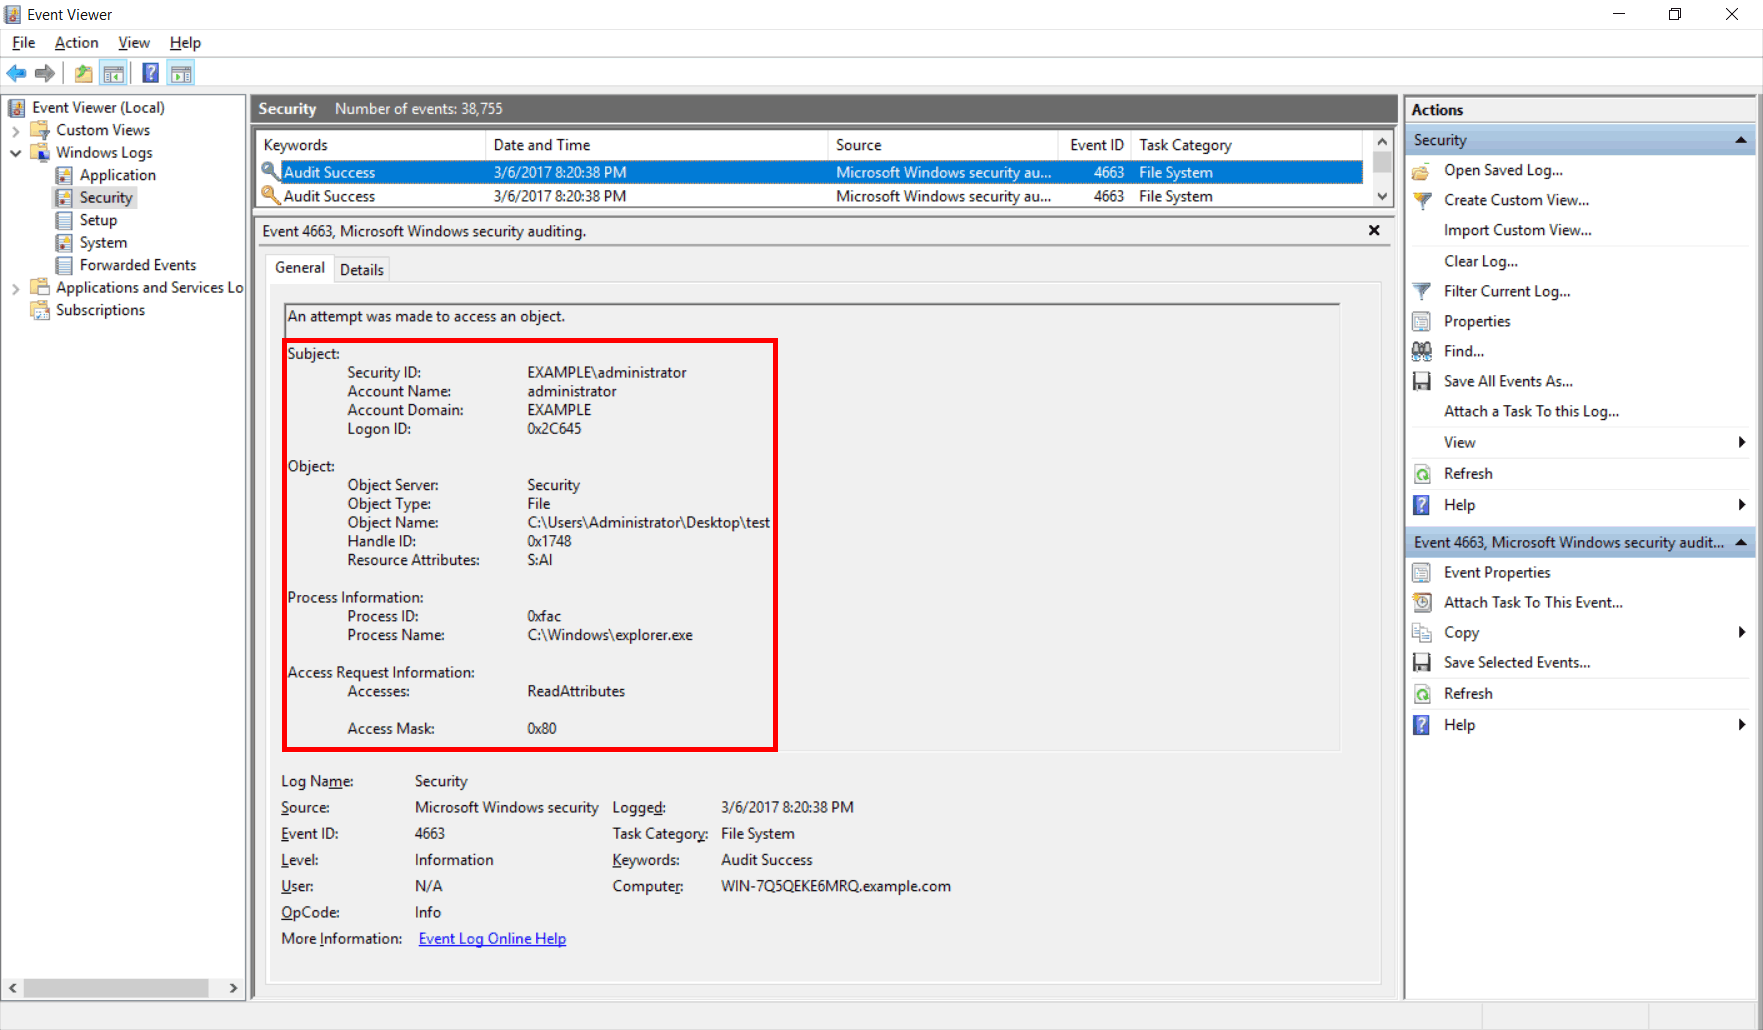 Event Viewer
File Action View Help
Event Viewer (Local)
Custom Views
Windows Logs
Application
Security
Setup
System
Forwarded Events
Applications and Services Lo
Subscriptions
Security Number of events: 38,755
Keywords Date and Time Source Event ID Task Category
Audit Success 3/6/2017 8:20:38 PM Microsoft Windows security au... 4663 File System
Audit Success 3/6/2017 8:20:38 PM Microsoft Windows security au... 4663 File System
Event 4663, Microsoft Windows security auditing.
General Details
An attempt was made to access an object.
Subject:
Security ID: EXAMPLE\administrator
Account Name: administrator
Account Domain: EXAMPLE
Logon ID: 0x2C645
Object:
Object Server: Security
Object Type: File
Object Name: C:\Users\Administrator\Desktop\test
Handle ID: 0x1748
Resource Attributes: S:AI
Process Information:
Process ID: 0xfac
Process Name: C:\Windows\explorer.exe
Access Request Information:
Accesses: ReadAttributes
Access Mask: 0x80
Log Name: Security
Source: Microsoft Windows security Logged: 3/6/2017 8:20:38 PM
Event ID: 4663 Task Category: File System
Level: Information Keywords: Audit Success
User: N/A Computer: WIN-7Q5QEKE6MRQ.example.com
OpCode: Info
More Information: Event Log Online Help
Actions
Security
Open Saved Log...
Create Custom View...
Import Custom View...
Clear Log...
Filter Current Log...
Properties
Find...
Save All Events As...
Attach a Task To this Log...
View
Refresh
Help
Event 4663, Microsoft Windows security audit...
Event Properties
Attach Task To This Event...
Copy
Save Selected Events...
Refresh
Help